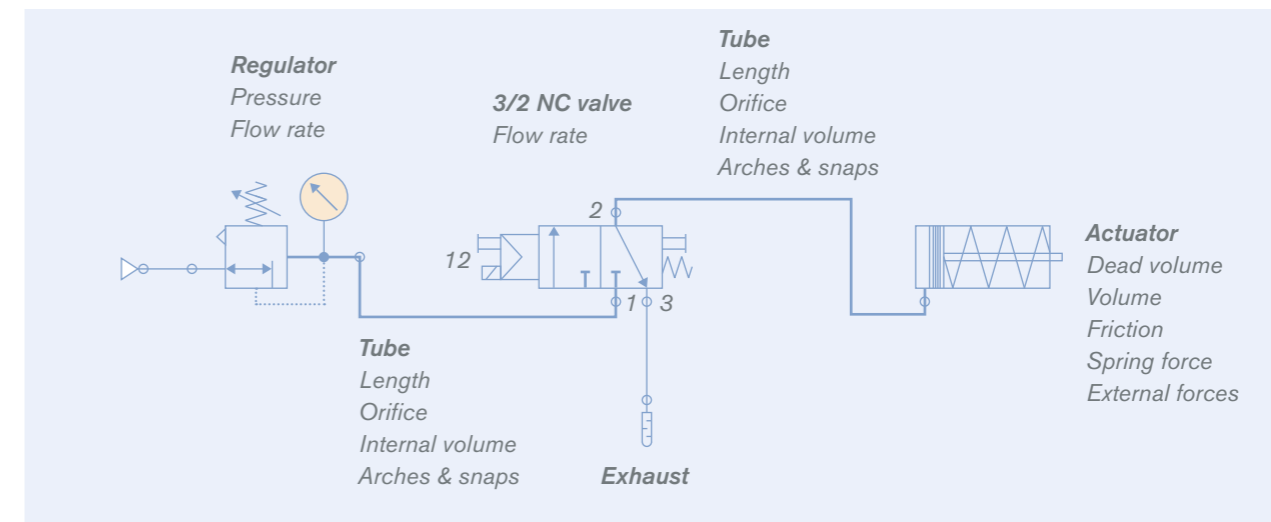 Regulator
Pressure
Flow rate
3/2 NC valve
Flow rate
Tube
Length
Orifice
Internal volume
Arches & snaps
2
12
1 3
Actuator
Dead volume
Volume
Friction
Spring force
External forces
Tube
Length
Orifice
Internal volume
Arches & snaps
Exhaust